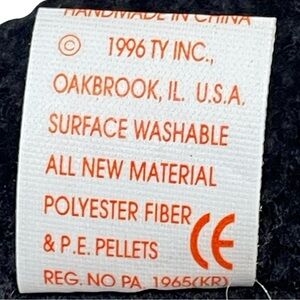 HANDMADE IN CHINA
© 1996 TY INC.,
OAKBROOK, IL. U.S.A.
SURFACE WASHABLE
ALL NEW MATERIAL
POLYESTER FIBER
& P.E. PELLETS CE
REG. NO PA. 1965(KR)